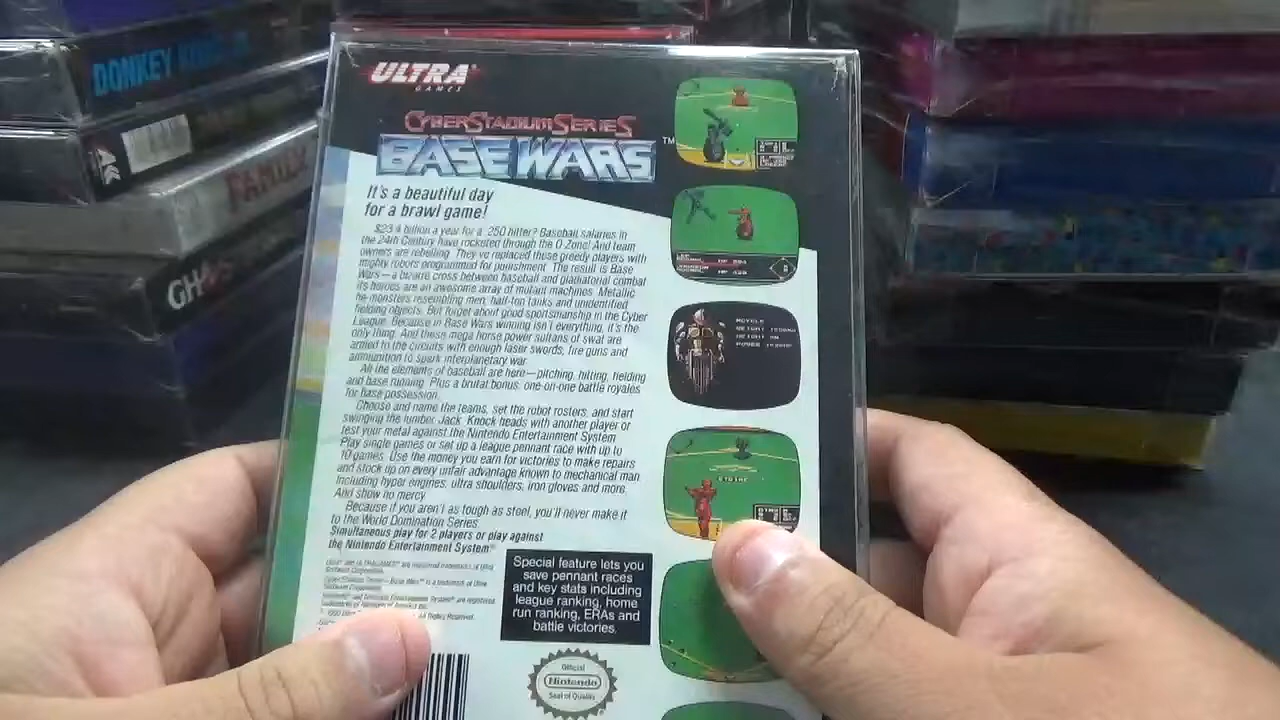 DONKEY
FAMILY
GH
ULTRA
GAMES
CYBERSTADIUM SERIES
BASE WARS TM
It's a beautiful day
for a brawl game!
$23.4 billion a year for a .250 hitter? Baseball salaries in
the 24th Century have rocketed through the O-Zone! And team
owners are rebelling. They've replaced those greedy players with
mighty robots programmed for punishment. The result is Base
Wars—a bizarre cross between baseball and gladiatorial combat
Its heroes are an awesome array of mutant machines. Metallic
he-monsters resembling men, half-ton tanks and unidentified
fielding objects. But forget about good sportsmanship in the Cyber
League. Because in Base Wars winning isn't everything, it's the
only thing. And these mega horse power sultans of swat are
armed to the circuits with enough laser swords, fire guns and
ammunition to spark interplanetary war.
All the elements of baseball are here—pitching, hitting, fielding
and base running. Plus a brutal bonus: one-on-one battle royales
for base possession.
Choose and name the teams, set the robot rosters, and start
swinging the lumber, Jack. Knock heads with another player or
test your metal against the Nintendo Entertainment System
Play single games or set up a league pennant race with up to
10 games. Use the money you earn for victories to make repairs
and stock up on every unfair advantage known to mechanical man
Including hyper engines, ultra shoulders, iron gloves and more.
And show no mercy
Because if you aren't as tough as steel, you'll never make it
to the World Domination Series.
Simultaneous play for 2 players or play against
the Nintendo Entertainment System®
Special feature lets you
save pennant races
and key stats including
league ranking, home
run ranking, ERAs and
battle victories.
Official
Nintendo
Seal of Quality
STRIKE